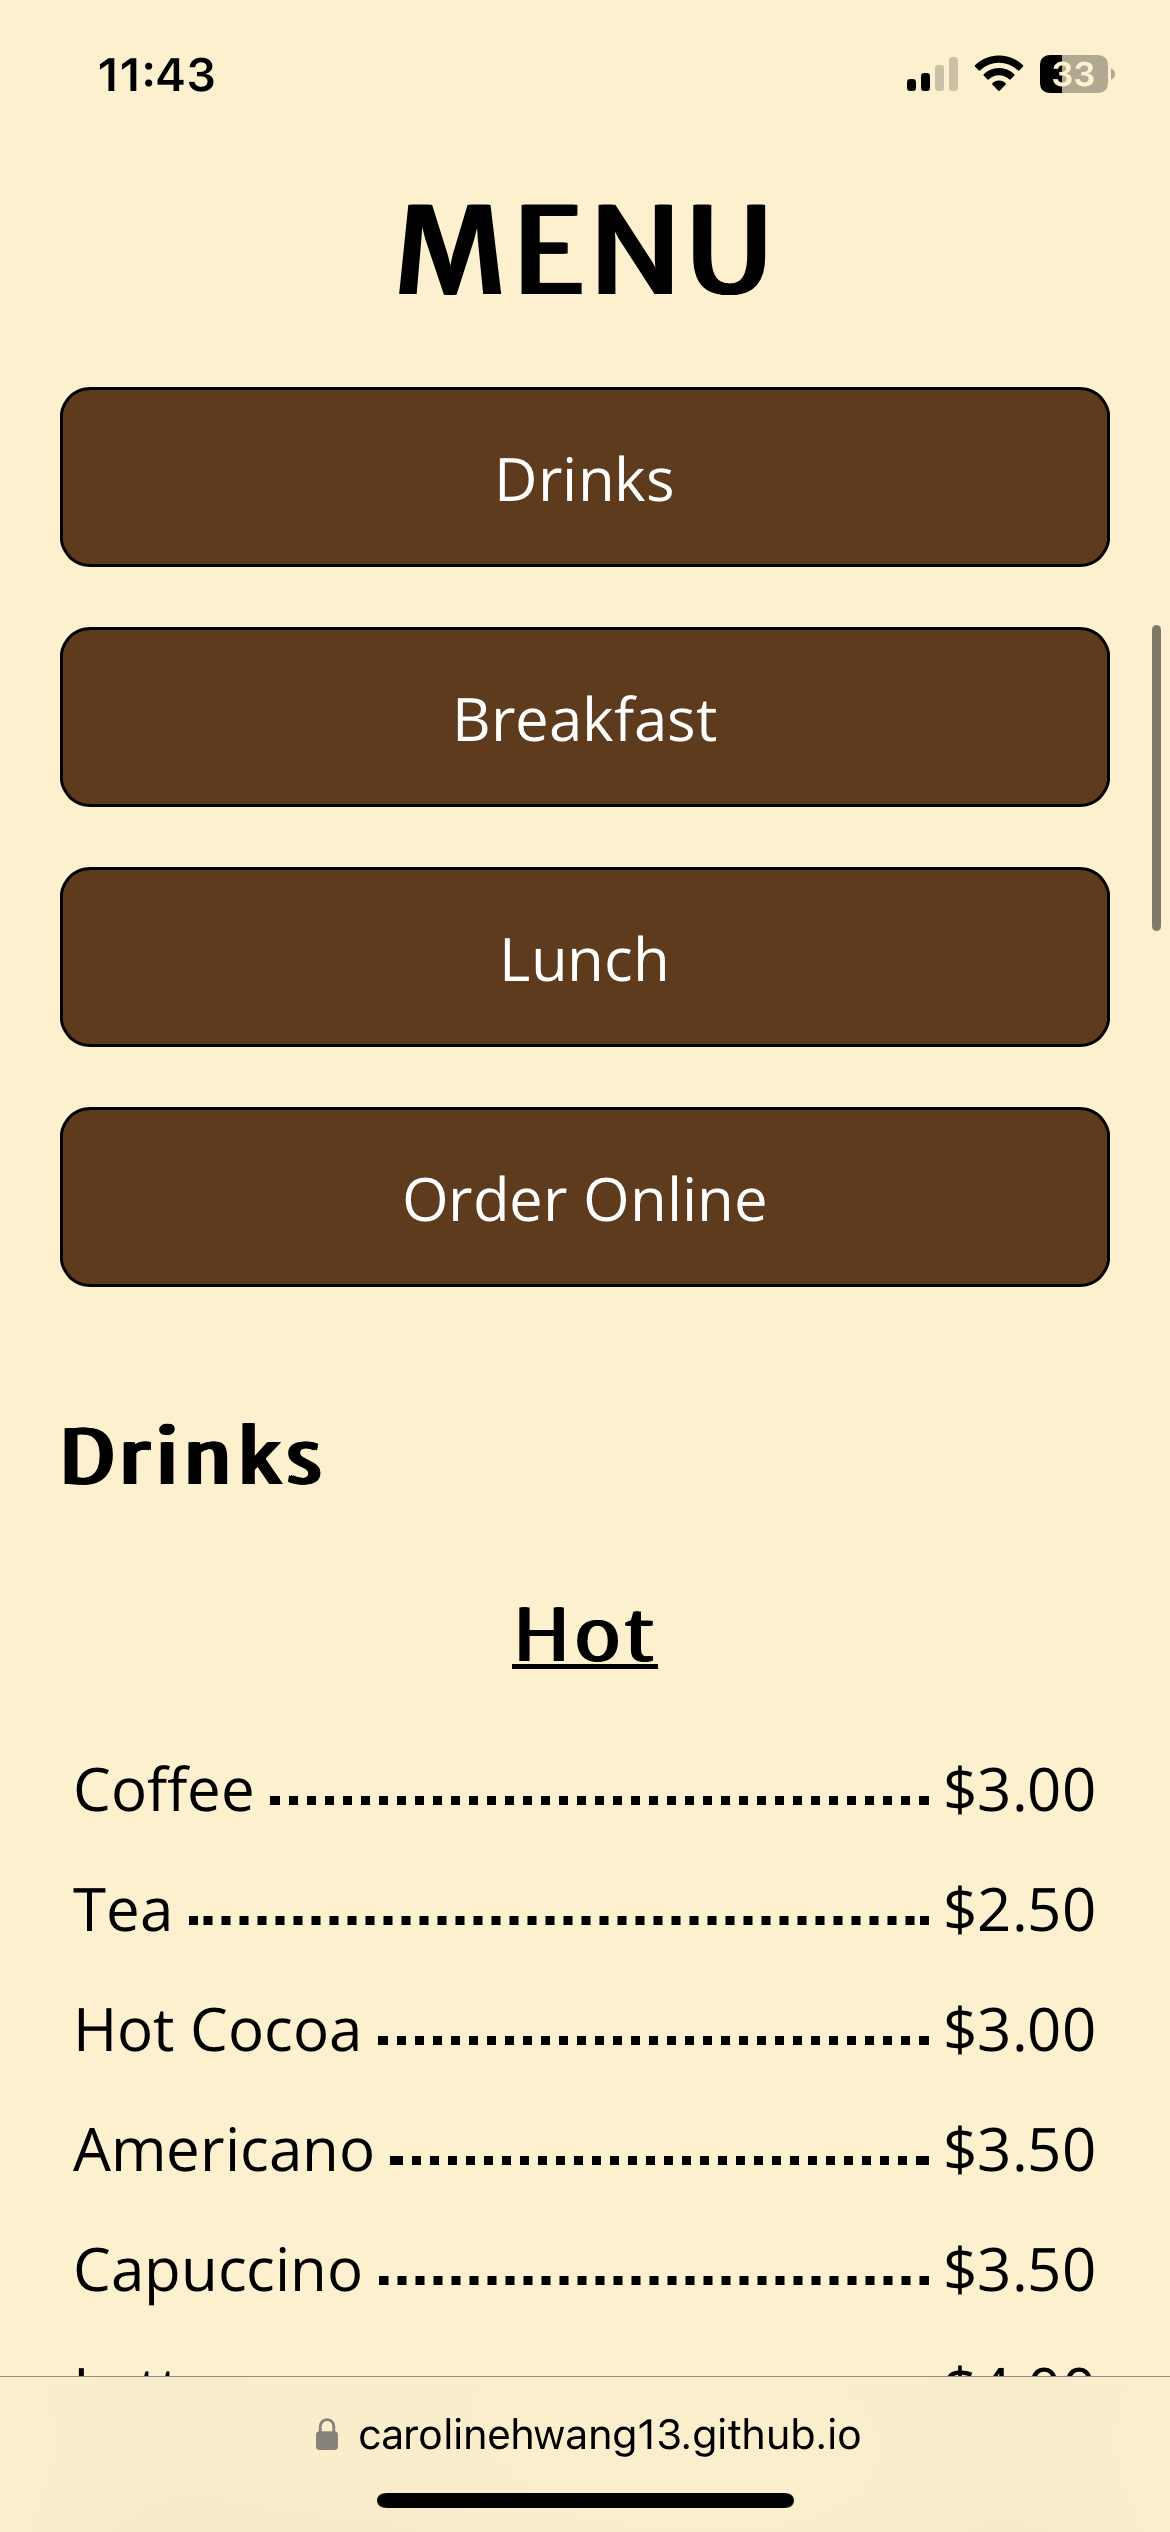 11:43
33
MENU
Drinks
Breakfast
Lunch
Order Online
Drinks
Hot
Coffee $3.00
Tea $2.50
Hot Cocoa $3.00
Americano $3.50
Capuccino $3.50
carolinehwang13.github.io